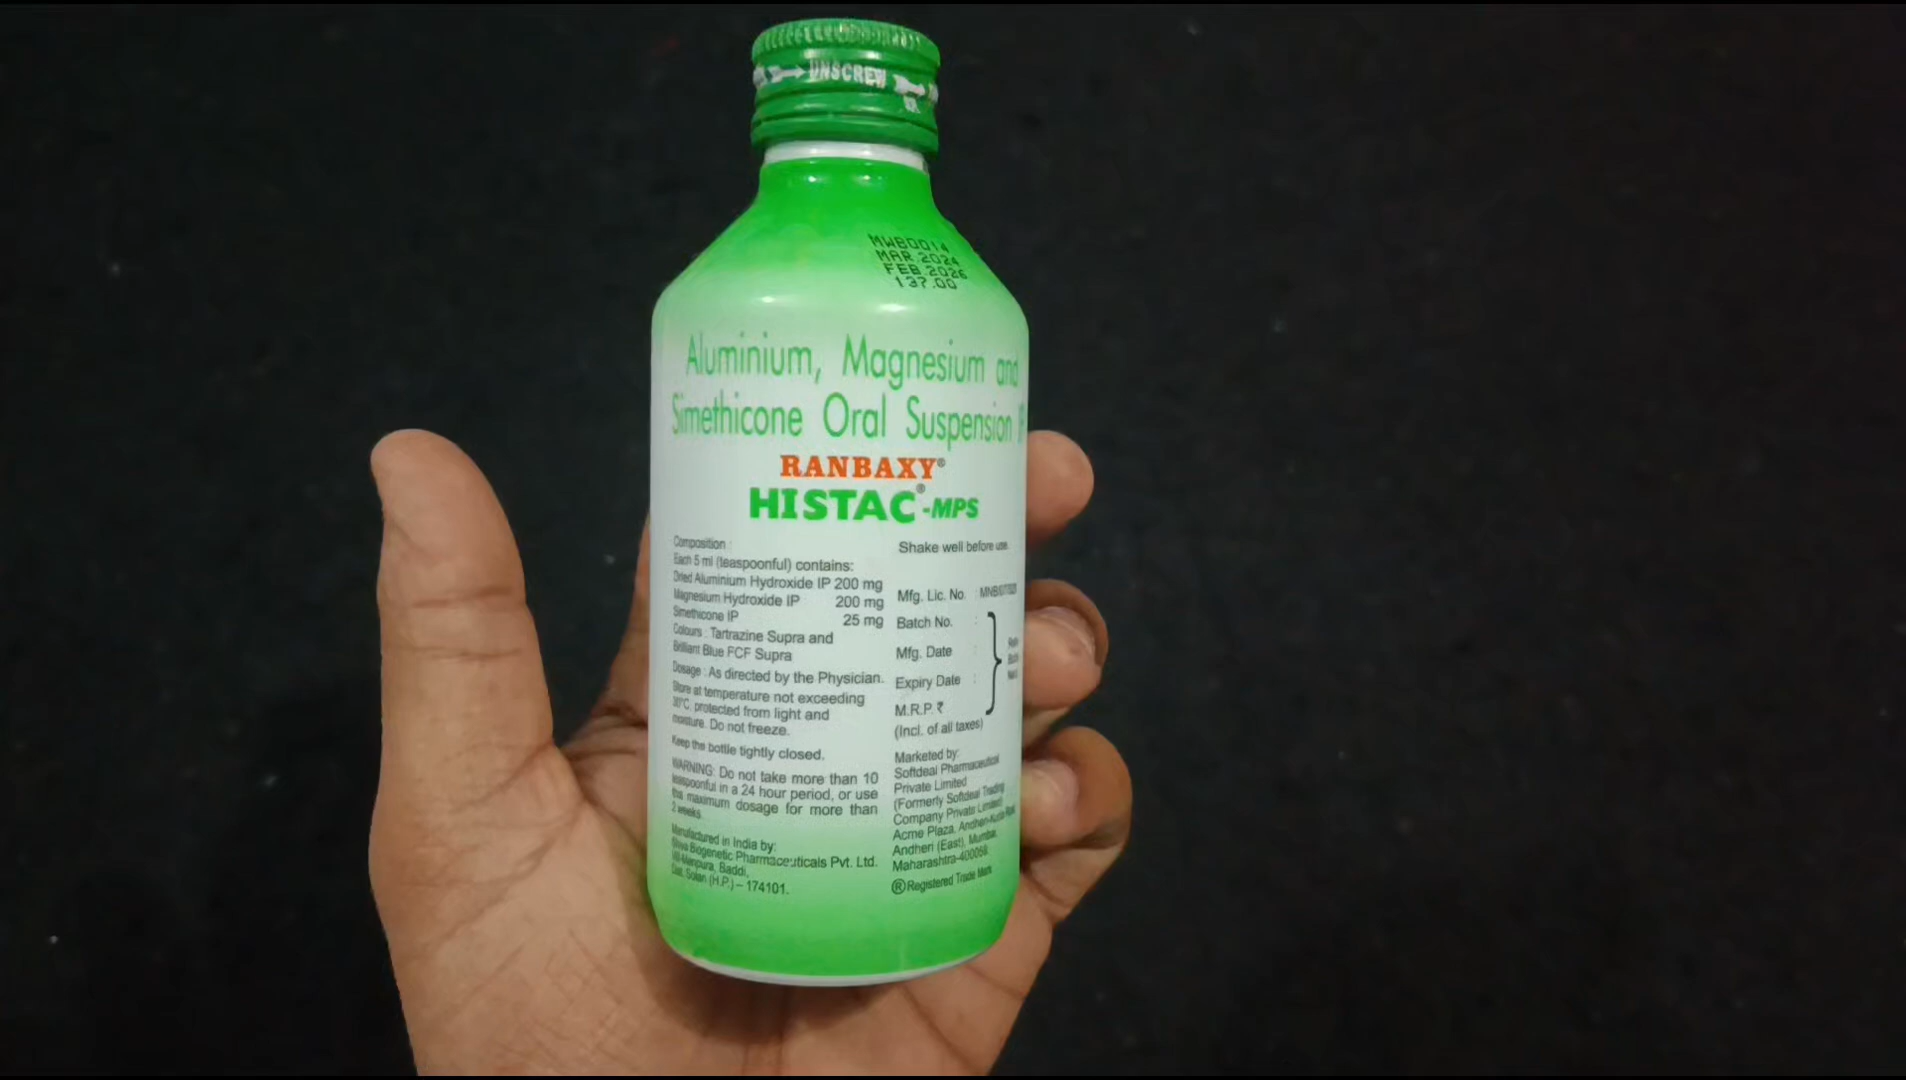 UNSCREW
MWB0014
MAR.2024
FEB.2026
137.00
Aluminium, Magnesium and
Simethicone Oral Suspension
RANBAXY®
HISTAC®-MPS
Composition :
Each 5 ml (teaspoonful) contains:
Dried Aluminium Hydroxide IP 200 mg
Magnesium Hydroxide IP 200 mg
Simethicone IP 25 mg
Colours : Tartrazine Supra and
Brilliant Blue FCF Supra
Dosage : As directed by the Physician.
Store at temperature not exceeding
30°C, protected from light and
moisture. Do not freeze.
Keep the bottle tightly closed.
WARNING: Do not take more than 10
teaspoonful in a 24 hour period, or use
this maximum dosage for more than
2 weeks.
Manufactured in India by:
Biogenetic Pharmaceuticals Pvt. Ltd.
Vill-Manpura, Baddi,
Dist. Solan (H.P.) – 174101.
Shake well before use.
Mfg. Lic. No. :
Batch No. :
Mfg. Date :
Expiry Date :
M.R.P. ₹
(Incl. of all taxes)
Marketed by:
Softdeal Pharmaceutical
Private Limited
(Formerly Softdeal Trading
Company Private Limited)
Acme Plaza, Andheri-Kurla Road,
Andheri (East), Mumbai,
Maharashtra-400059.
® Registered Trade Mark